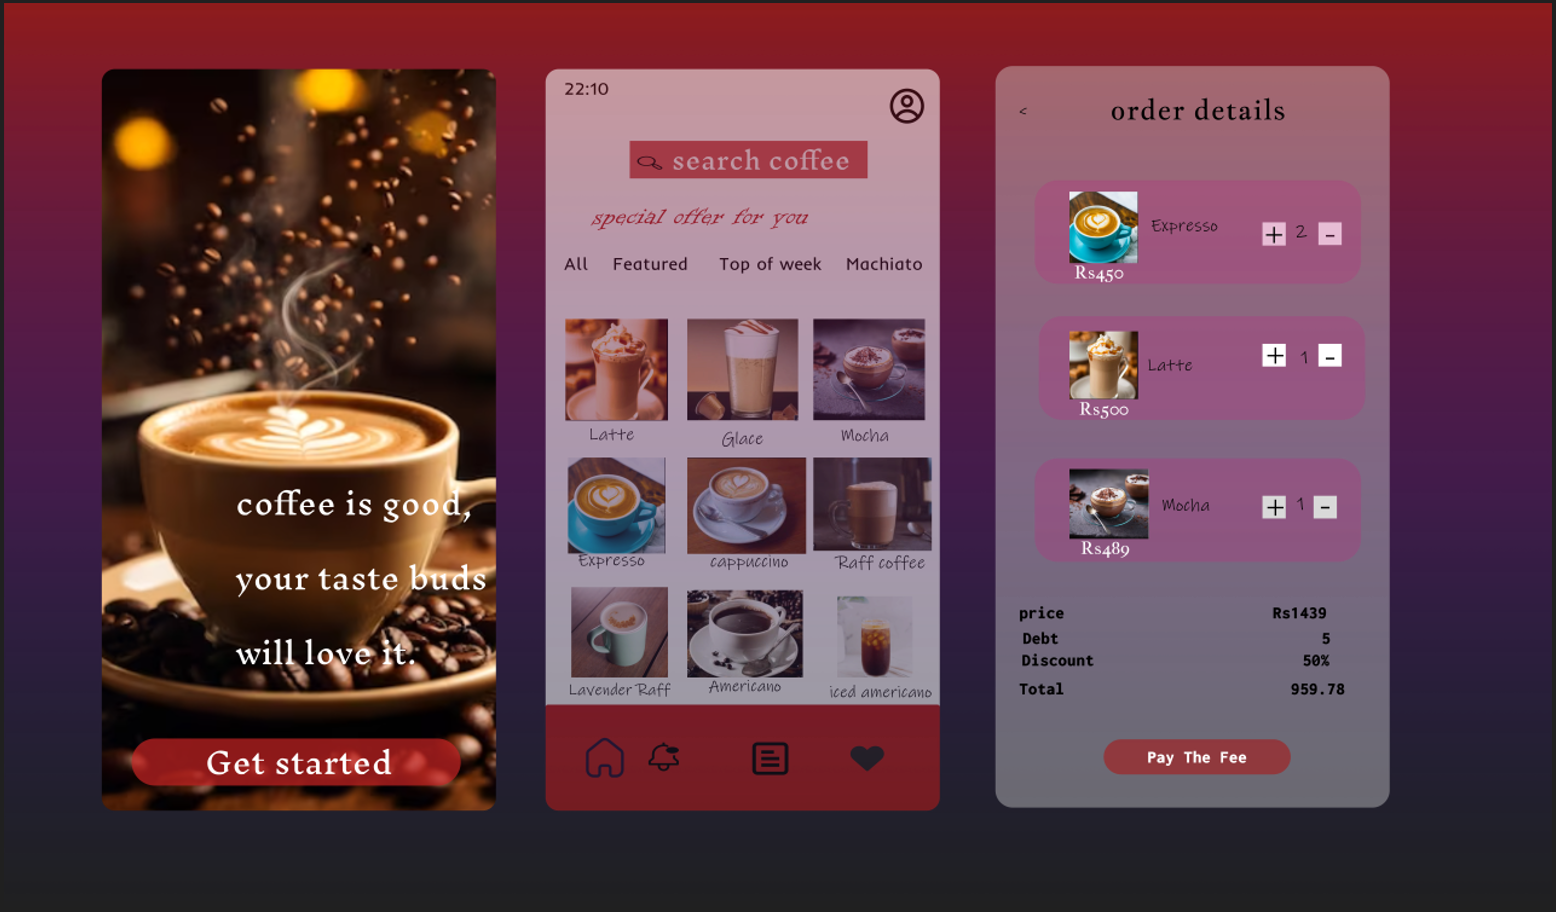 coffee is good,
your taste buds
will love it.
Get started
22:10
search coffee
special offer for you
All Featured Top of week Machiato
Latte Glace Mocha
Expresso cappuccino Raff coffee
Lavender Raff Americano iced americano
< order details
Expresso + 2 -
Rs450
Latte + 1 -
Rs500
Mocha + 1 -
Rs489
price Rs1439
Debt 5
Discount 50%
Total 959.78
Pay The Fee